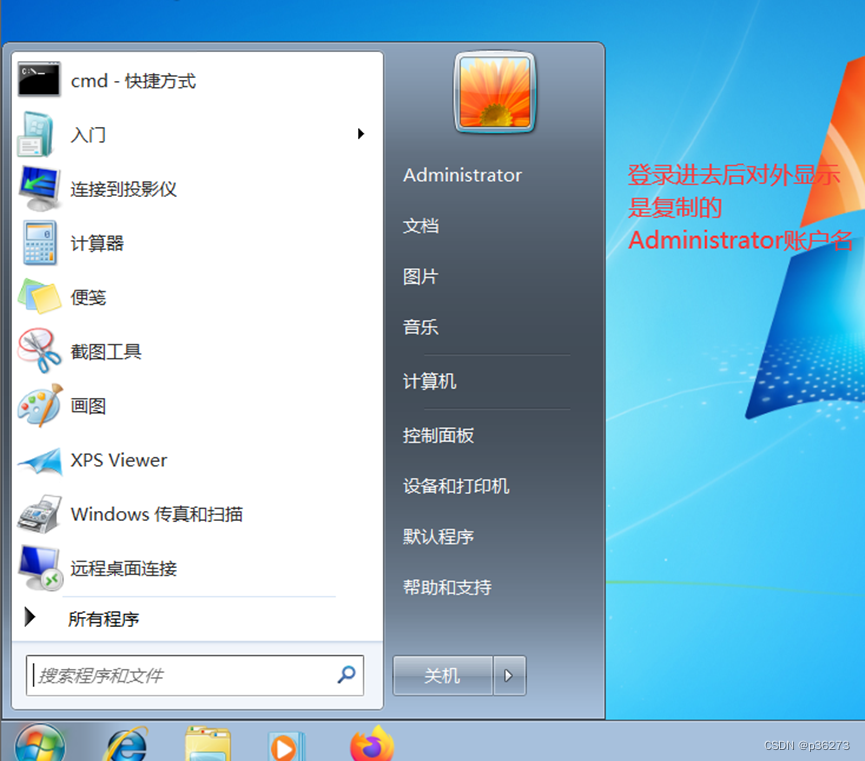 cmd - 快捷方式
入门
连接到投影仪
计算器
便笺
截图工具
画图
XPS Viewer
Windows 传真和扫描
远程桌面连接
所有程序
搜索程序和文件
Administrator
文档
图片
音乐
计算机
控制面板
设备和打印机
默认程序
帮助和支持
关机
登录进去后对外显示
是复制的
Administrator账户名
CSDN @p36273